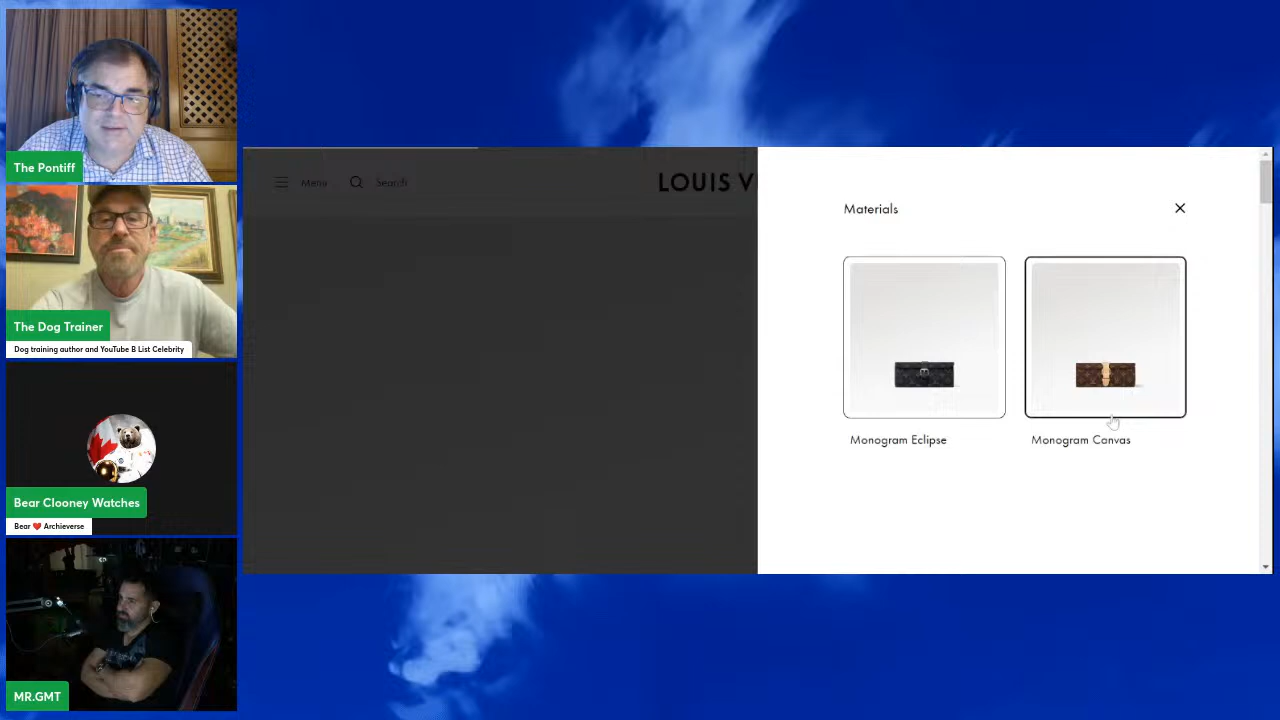 The Pontiff
The Dog Trainer
Dog training author and YouTube B List Celebrity
Bear Clooney Watches
Bear ❤️ Archieverse
MR.GMT
Menu
Search
LOUIS V
Materials
Monogram Eclipse
Monogram Canvas